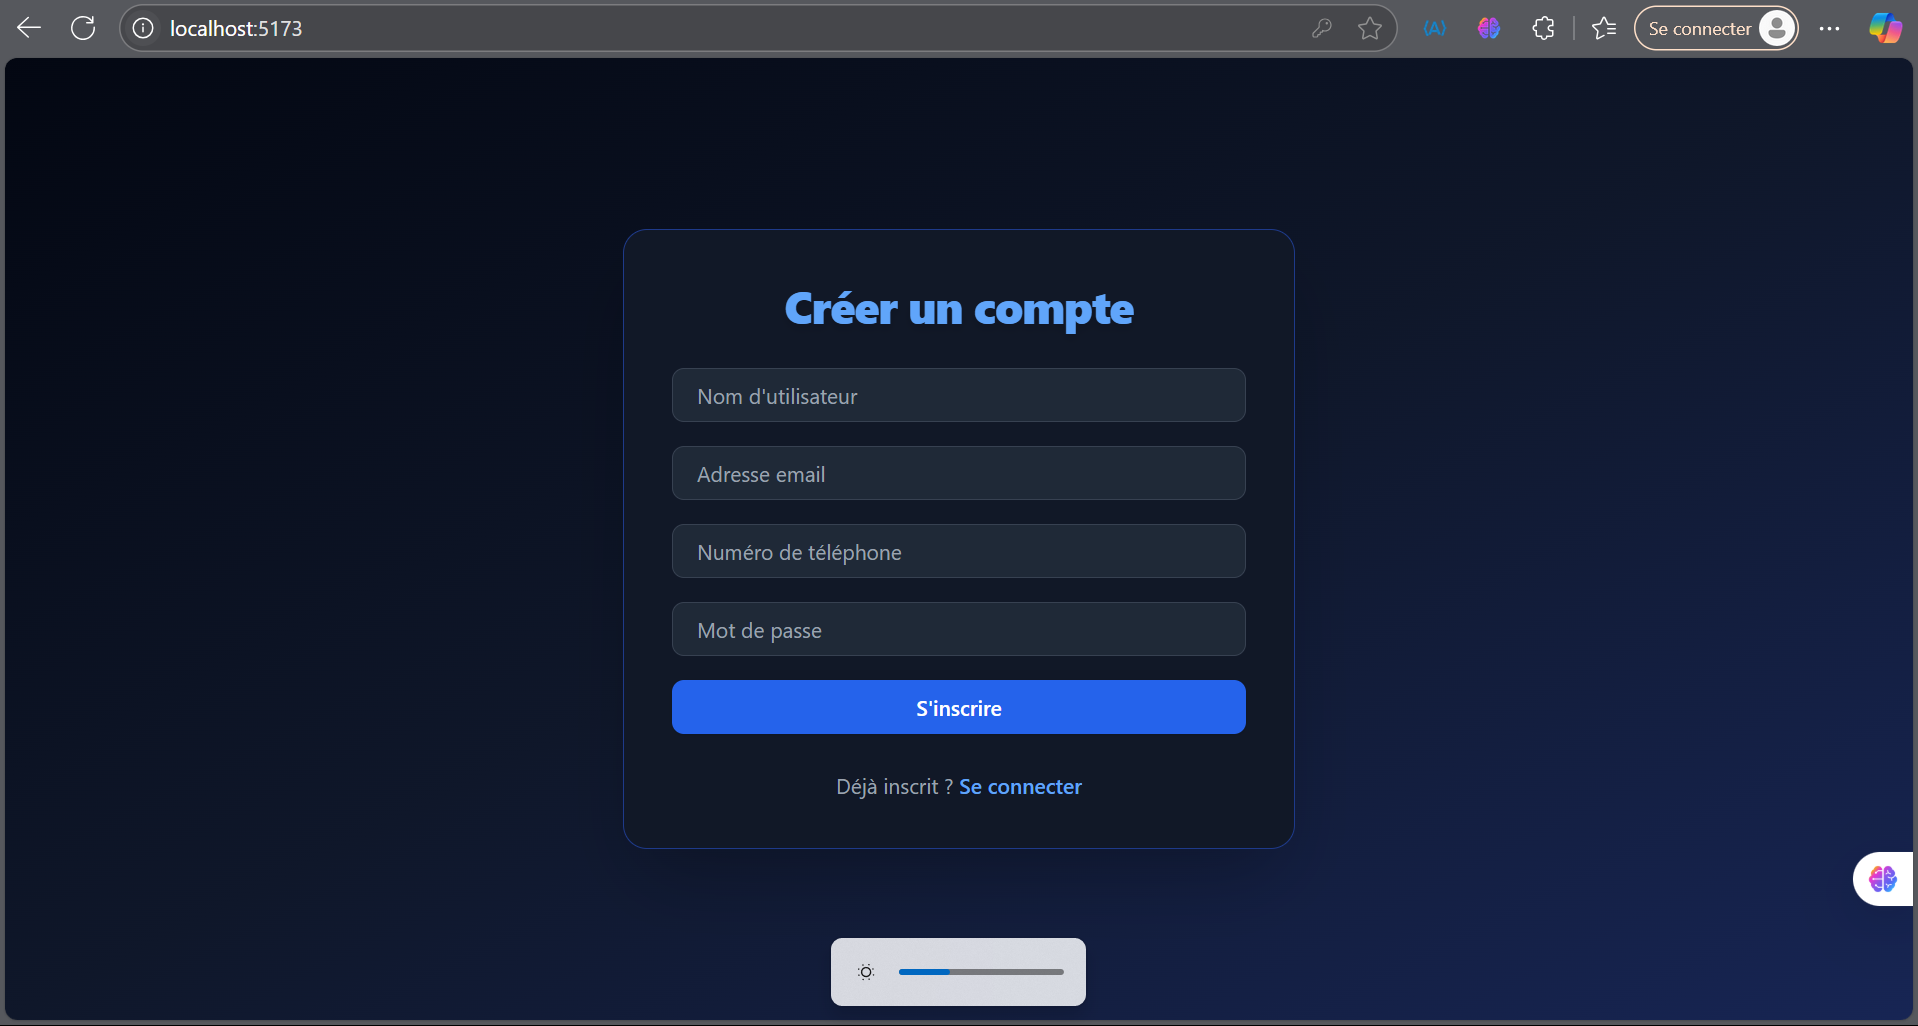 localhost:5173
Se connecter
Créer un compte
Nom d'utilisateur
Adresse email
Numéro de téléphone
Mot de passe
S'inscrire
Déjà inscrit ? Se connecter